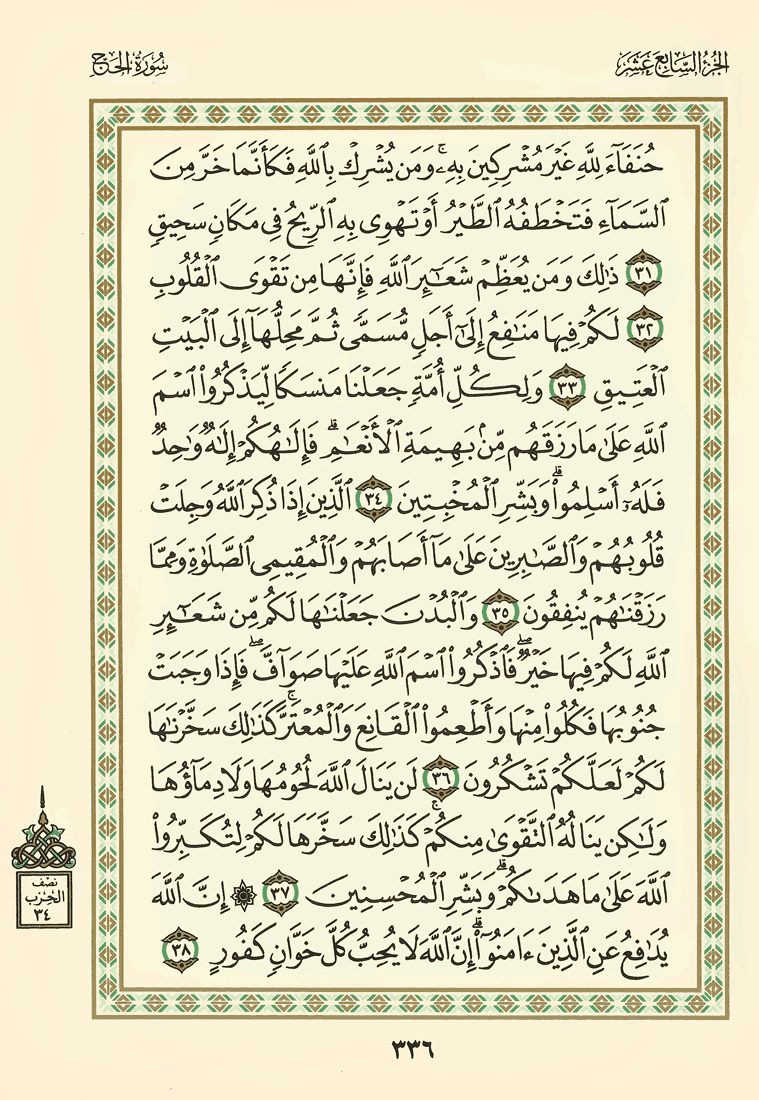 الجزء السابع عشر
سورة الحج
حُنَفَآءَ لِلَّهِ غَيْرَ مُشْرِكِينَ بِهِۦۚ وَمَن يُشْرِكْ بِٱللَّهِ فَكَأَنَّمَا خَرَّ مِنَ
ٱلسَّمَآءِ فَتَخْطَفُهُ ٱلطَّيْرُ أَوْ تَهْوِى بِهِ ٱلرِّيحُ فِى مَكَانٍ سَحِيقٍ
٣١ ذَٰلِكَ وَمَن يُعَظِّمْ شَعَٰٓئِرَ ٱللَّهِ فَإِنَّهَا مِن تَقْوَى ٱلْقُلُوبِ
٣٢ لَكُمْ فِيهَا مَنَٰفِعُ إِلَىٰٓ أَجَلٍ مُّسَمًّى ثُمَّ مَحِلُّهَآ إِلَى ٱلْبَيْتِ
ٱلْعَتِيقِ ٣٣ وَلِكُلِّ أُمَّةٍ جَعَلْنَا مَنسَكًا لِّيَذْكُرُوا۟ ٱسْمَ
ٱللَّهِ عَلَىٰ مَا رَزَقَهُم مِّنۢ بَهِيمَةِ ٱلْأَنْعَٰمِۗ فَإِلَٰهُكُمْ إِلَٰهٌ وَٰحِدٌ
فَلَهُۥٓ أَسْلِمُوا۟ۗ وَبَشِّرِ ٱلْمُخْبِتِينَ ٣٤ ٱلَّذِينَ إِذَا ذُكِرَ ٱللَّهُ وَجِلَتْ
قُلُوبُهُمْ وَٱلصَّٰبِرِينَ عَلَىٰ مَآ أَصَابَهُمْ وَٱلْمُقِيمِى ٱلصَّلَوٰةِ وَمِمَّا
رَزَقْنَٰهُمْ يُنفِقُونَ ٣٥ وَٱلْبُدْنَ جَعَلْنَٰهَا لَكُم مِّن شَعَٰٓئِرِ
ٱللَّهِ لَكُمْ فِيهَا خَيْرٌۖ فَٱذْكُرُوا۟ ٱسْمَ ٱللَّهِ عَلَيْهَا صَوَآفَّۖ فَإِذَا وَجَبَتْ
جُنُوبُهَا فَكُلُوا۟ مِنْهَا وَأَطْعِمُوا۟ ٱلْقَانِعَ وَٱلْمُعْتَرَّۚ كَذَٰلِكَ سَخَّرْنَٰهَا
لَكُمْ لَعَلَّكُمْ تَشْكُرُونَ ٣٦ لَن يَنَالَ ٱللَّهَ لُحُومُهَا وَلَا دِمَآؤُهَا
وَلَٰكِن يَنَالُهُ ٱلتَّقْوَىٰ مِنكُمْۚ كَذَٰلِكَ سَخَّرَهَا لَكُمْ لِتُكَبِّرُوا۟
ٱللَّهَ عَلَىٰ مَا هَدَىٰكُمْۗ وَبَشِّرِ ٱلْمُحْسِنِينَ ٣٧ ۞ إِنَّ ٱللَّهَ
يُدَٰفِعُ عَنِ ٱلَّذِينَ ءَامَنُوٓا۟ۗ إِنَّ ٱللَّهَ لَا يُحِبُّ كُلَّ خَوَّانٍ كَفُورٍ ٣٨
نصف
الحزب
٣٤
٣٣٦